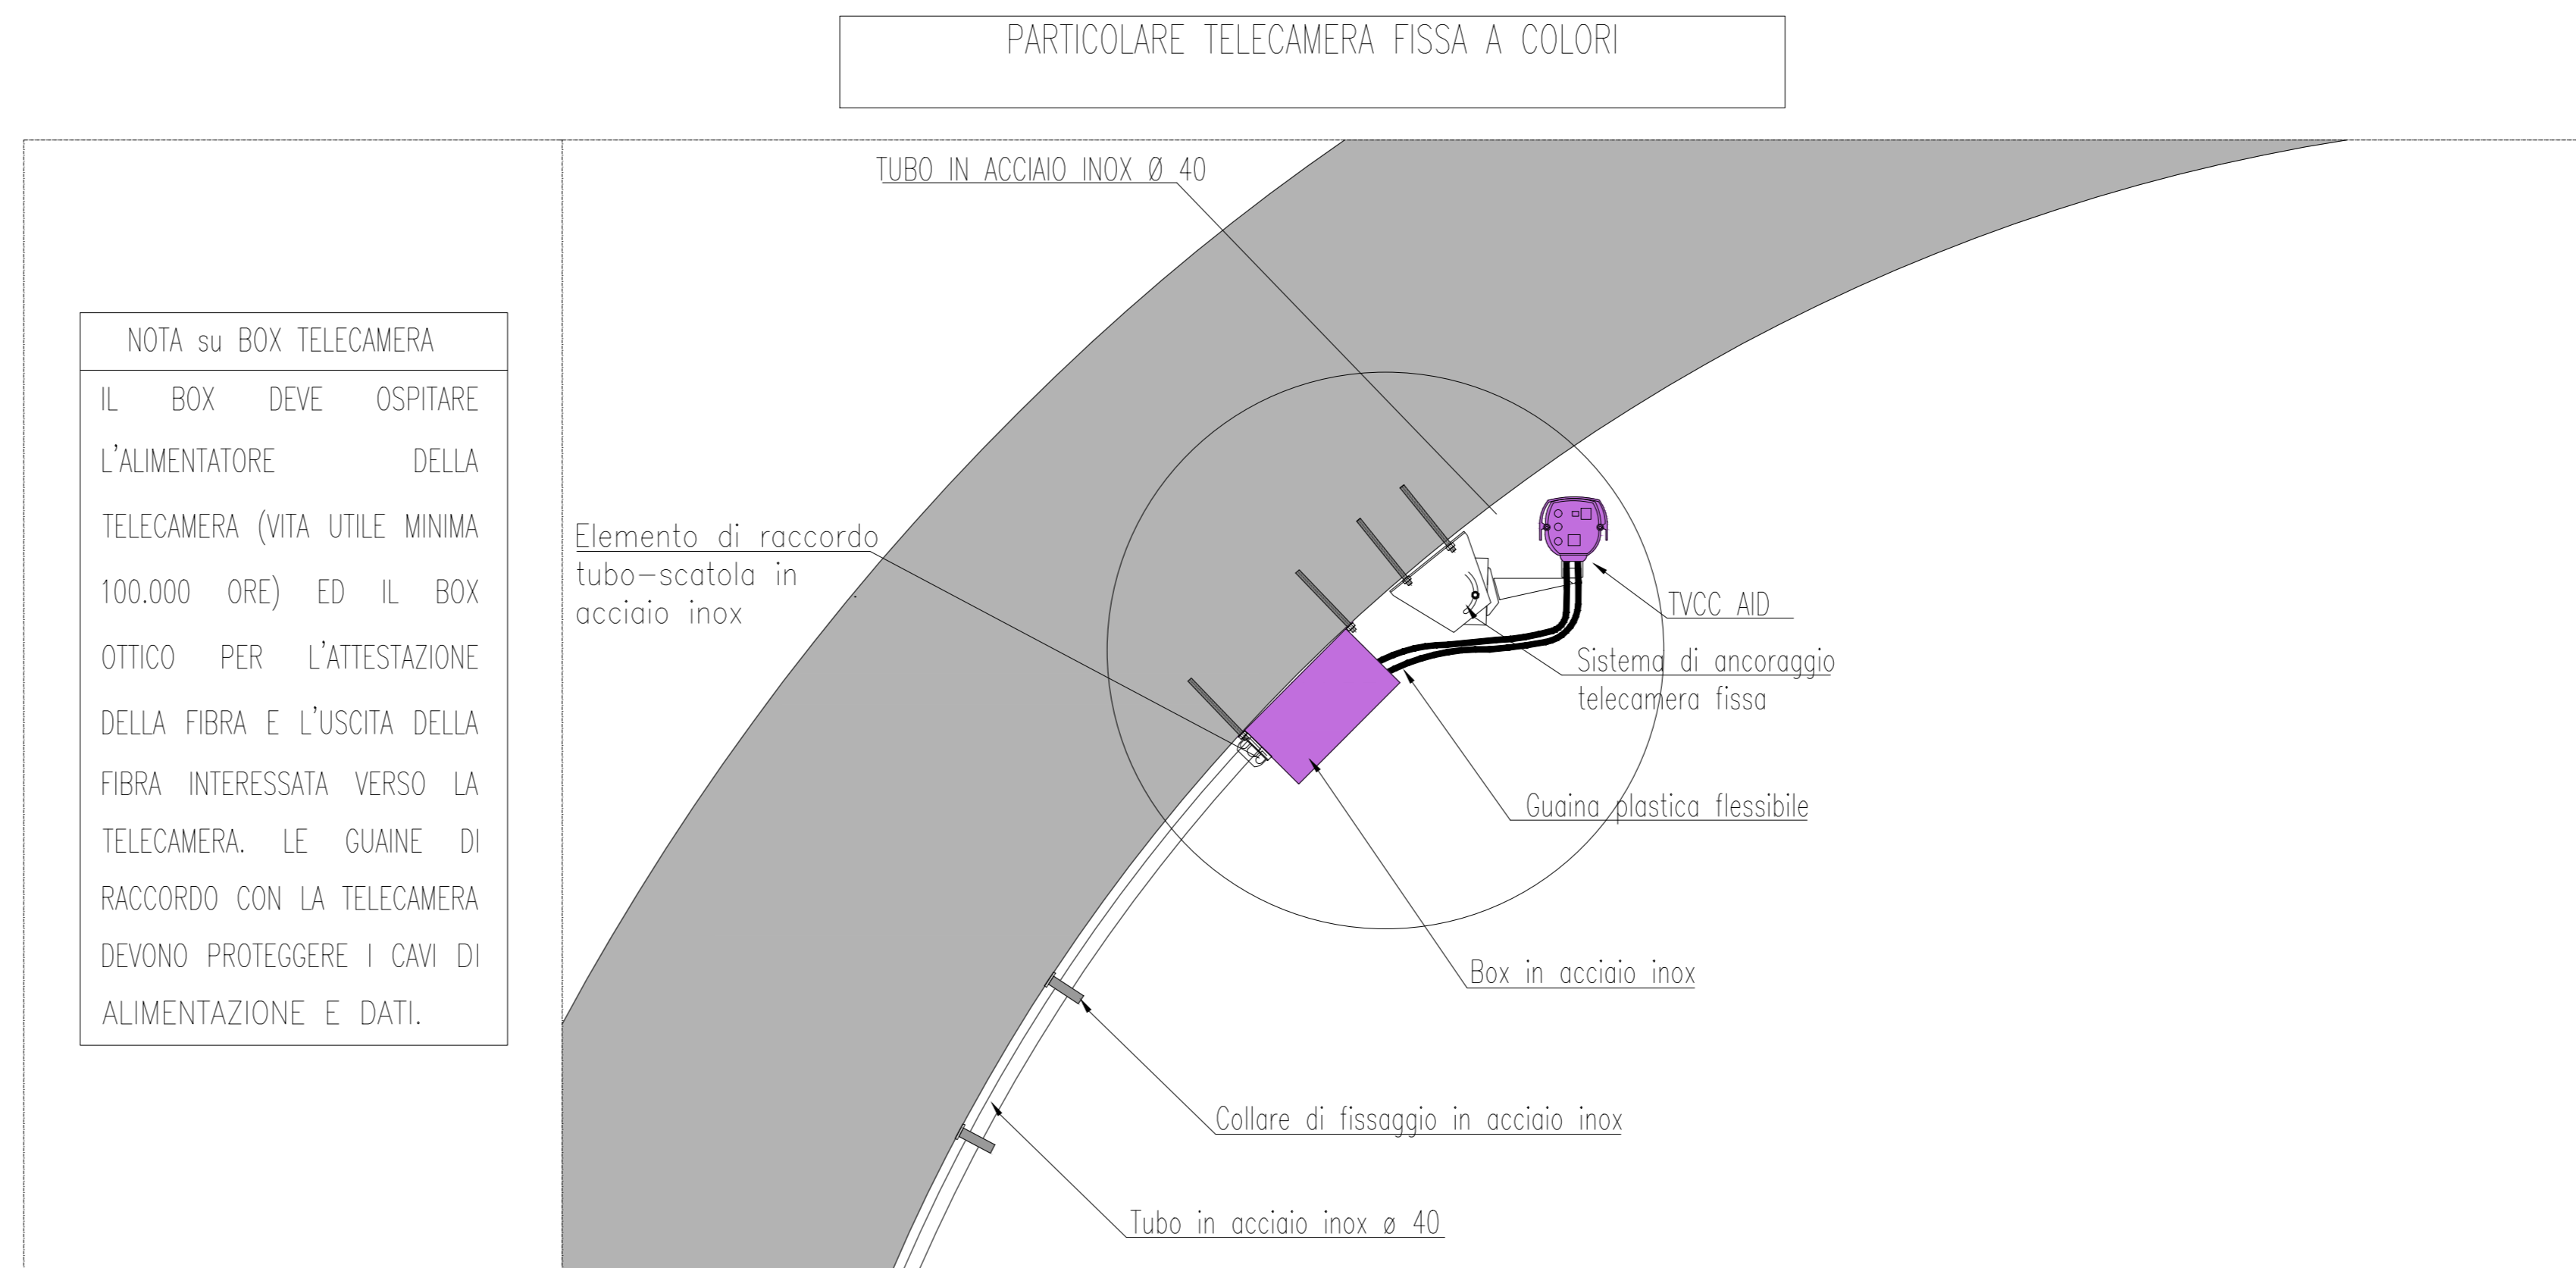 PARTICOLARE TELECAMERA FISSA A COLORI
TUBO IN ACCIAIO INOX Ø 40
NOTA su BOX TELECAMERA
IL BOX DEVE OSPITARE
L'ALIMENTATORE DELLA
TELECAMERA (VITA UTILE MINIMA
100.000 ORE) ED IL BOX
OTTICO PER L'ATTESTAZIONE
DELLA FIBRA E L'USCITA DELLA
FIBRA INTERESSATA VERSO LA
TELECAMERA. LE GUAINE DI
RACCORDO CON LA TELECAMERA
DEVONO PROTEGGERE I CAVI DI
ALIMENTAZIONE E DATI.
Elemento di raccordo
tubo-scatola in
acciaio inox
TVCC AID
Sistema di ancoraggio
telecamera fissa
Guaina plastica flessibile
Box in acciaio inox
Collare di fissaggio in acciaio inox
Tubo in acciaio inox ø 40